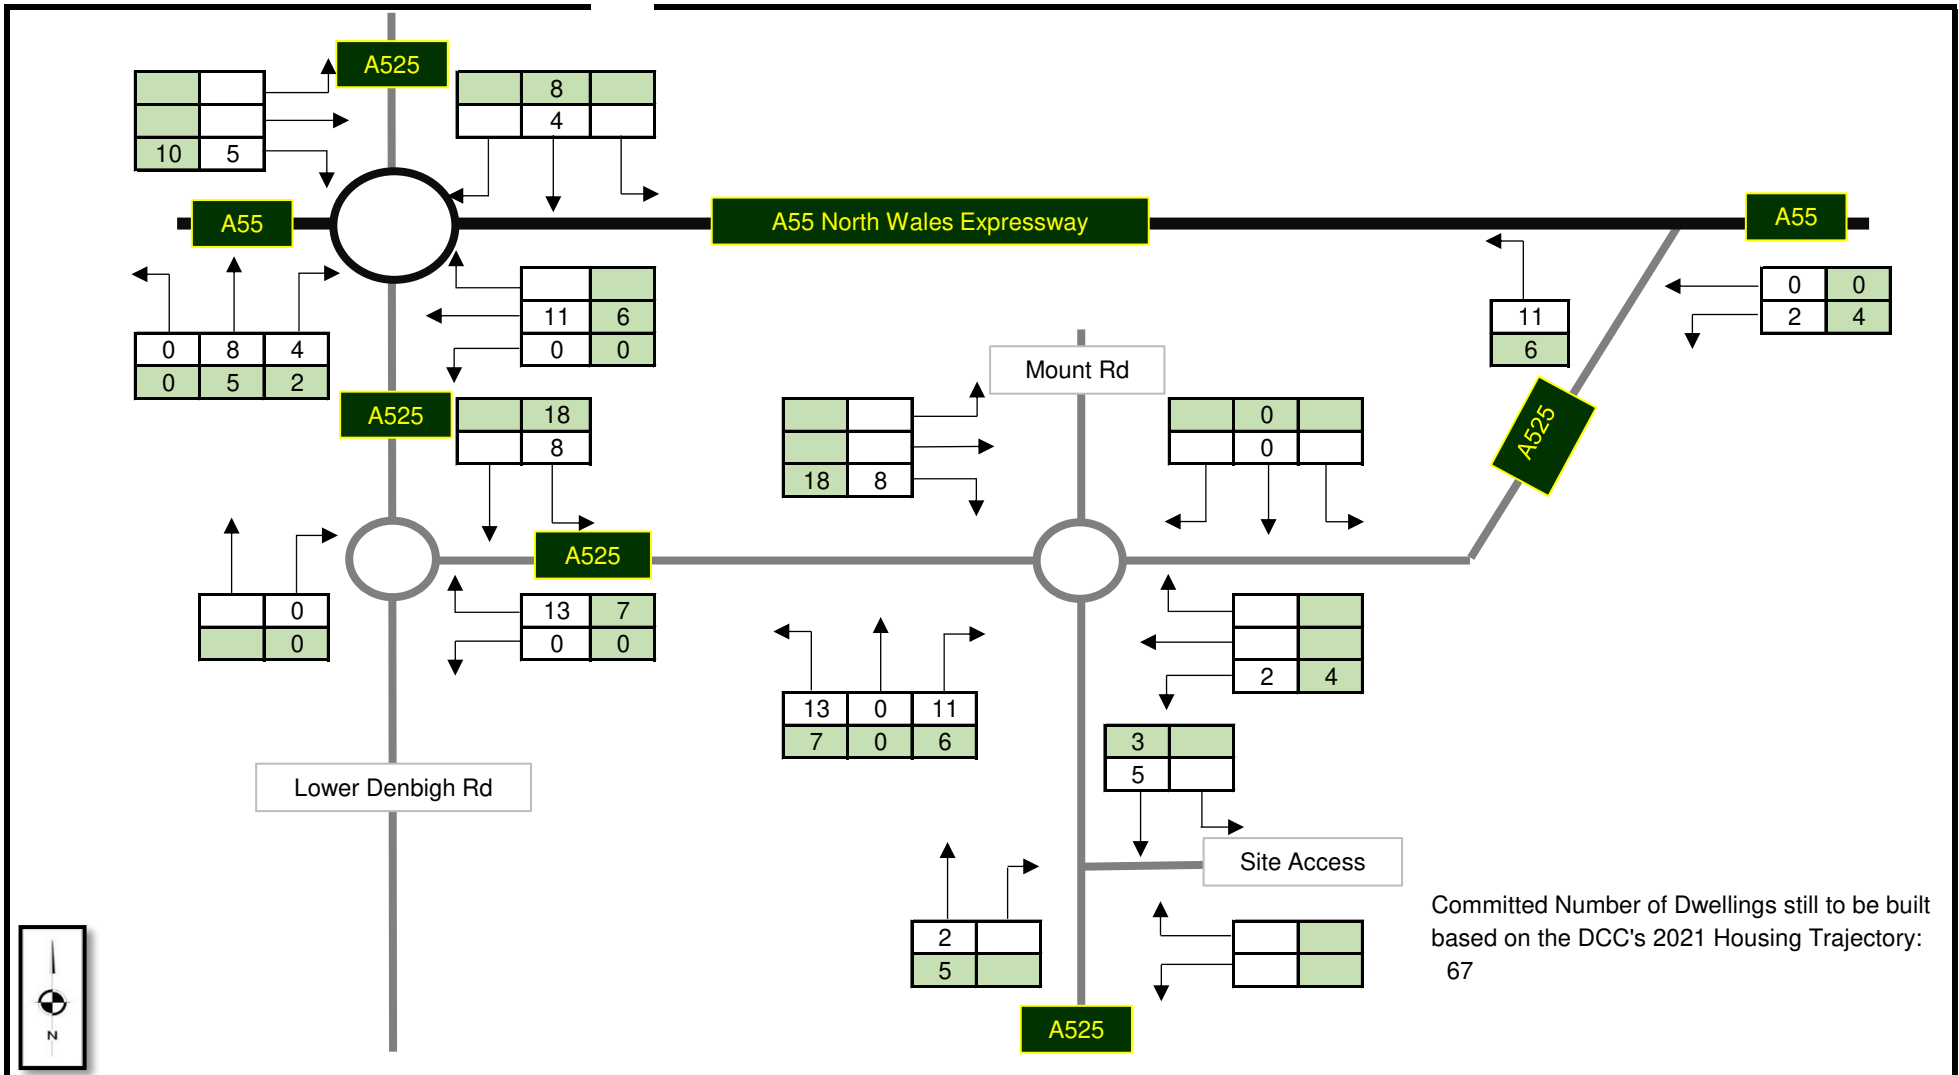 A525
8
4
10 5
A55
A55 North Wales Expressway
A55
0 8 4
0 5 2
11 6
0 0
11
6
0 0
2 4
A525
18
8
Mount Rd
18 8
0
0
A525
A525
0
0
13 7
0 0
13 0 11
7 0 6
2 4
3
5
Lower Denbigh Rd
Site Access
2
5
Committed Number of Dwellings still to be built
based on the DCC's 2021 Housing Trajectory:
67
N
A525